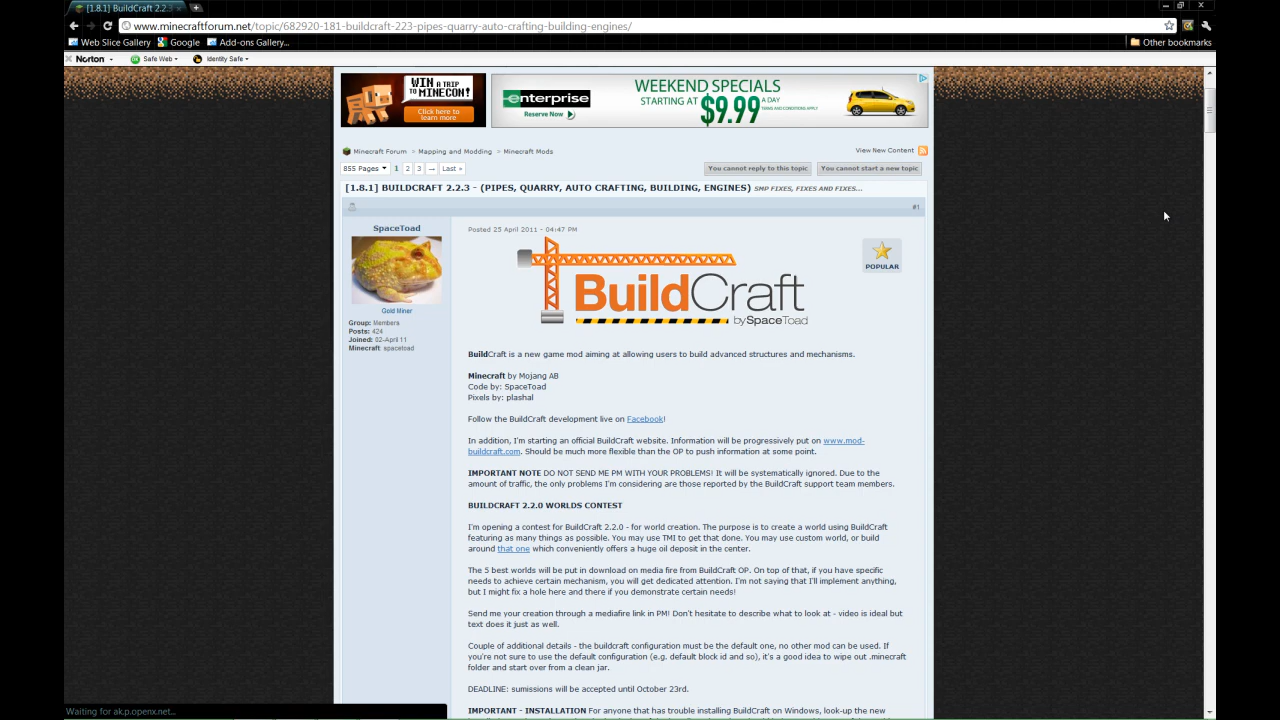 [1.8.1] BUILDCRAFT 2.2.3
www.minecraftforum.net/topic/682920-181-buildcraft-223-pipes-quarry-auto-crafting-building-engines/
Web Slice Gallery Google Add-ons Gallery... Other bookmarks
Norton Safe Web Identity Safe
WIN A TRIP
TO MINECON!
Click here to
learn more
enterprise
Reserve Now
WEEKEND SPECIALS
STARTING AT $9.99 A DAY
TERMS AND CONDITIONS APPLY
Minecraft Forum > Mapping and Modding > Minecraft Mods
View New Content
855 Pages 1 2 3 → Last »
You cannot reply to this topic You cannot start a new topic
[1.8.1] BUILDCRAFT 2.2.3 - (PIPES, QUARRY, AUTO CRAFTING, BUILDING, ENGINES) SMP FIXES, FIXES AND FIXES...
#1
SpaceToad
Gold Miner
Group: Members
Posts: 424
Joined: 02-April 11
Minecraft: spacetoad
Posted 25 April 2011 - 04:47 PM
POPULAR
BuildCraft
by SpaceToad
BuildCraft is a new game mod aiming at allowing users to build advanced structures and mechanisms.
Minecraft by Mojang AB
Code by: SpaceToad
Pixels by: plashal
Follow the BuildCraft development live on Facebook!
In addition, I'm starting an official BuildCraft website. Information will be progressively put on www.mod-
buildcraft.com. Should be much more flexible than the OP to push information at some point.
IMPORTANT NOTE DO NOT SEND ME PM WITH YOUR PROBLEMS! It will be systematically ignored. Due to the
amount of traffic, the only problems I'm considering are those reported by the BuildCraft support team members.
BUILDCRAFT 2.2.0 WORLDS CONTEST
I'm opening a contest for BuildCraft 2.2.0 - for world creation. The purpose is to create a world using BuildCraft
featuring as many things as possible. You may use TMI to get that done. You may use custom world, or build
around that one which conveniently offers a huge oil deposit in the center.
The 5 best worlds will be put in download on media fire from BuildCraft OP. On top of that, if you have specific
needs to achieve certain mechanism, you will get dedicated attention. I'm not saying that I'll implement anything,
but I might fix a hole here and there if you demonstrate certain needs!
Send me your creation through a mediafire link in PM! Don't hesitate to describe what to look at - video is ideal but
text does it just as well.
Couple of additional details - the buildcraft configuration must be the default one, no other mod can be used. If
you're not sure to use the default configuration (e.g. default block id and so), it's a good idea to wipe out .minecraft
folder and start over from a clean jar.
DEADLINE: sumissions will be accepted until October 23rd.
IMPORTANT - INSTALLATION For anyone that has trouble installing BuildCraft on Windows, look-up the new
Waiting for ak.p.openx.net...